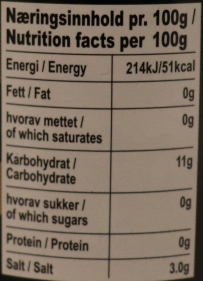 Næringsinnhold pr. 100g /
Nutrition facts per 100g
Energi / Energy 214kJ/51kcal
Fett / Fat 0g
hvorav mettet / 0g
of which saturates
Karbohydrat / 11g
Carbohydrate
hvorav sukker / 0g
of which sugars
Protein / Protein 0g
Salt / Salt 3.0g